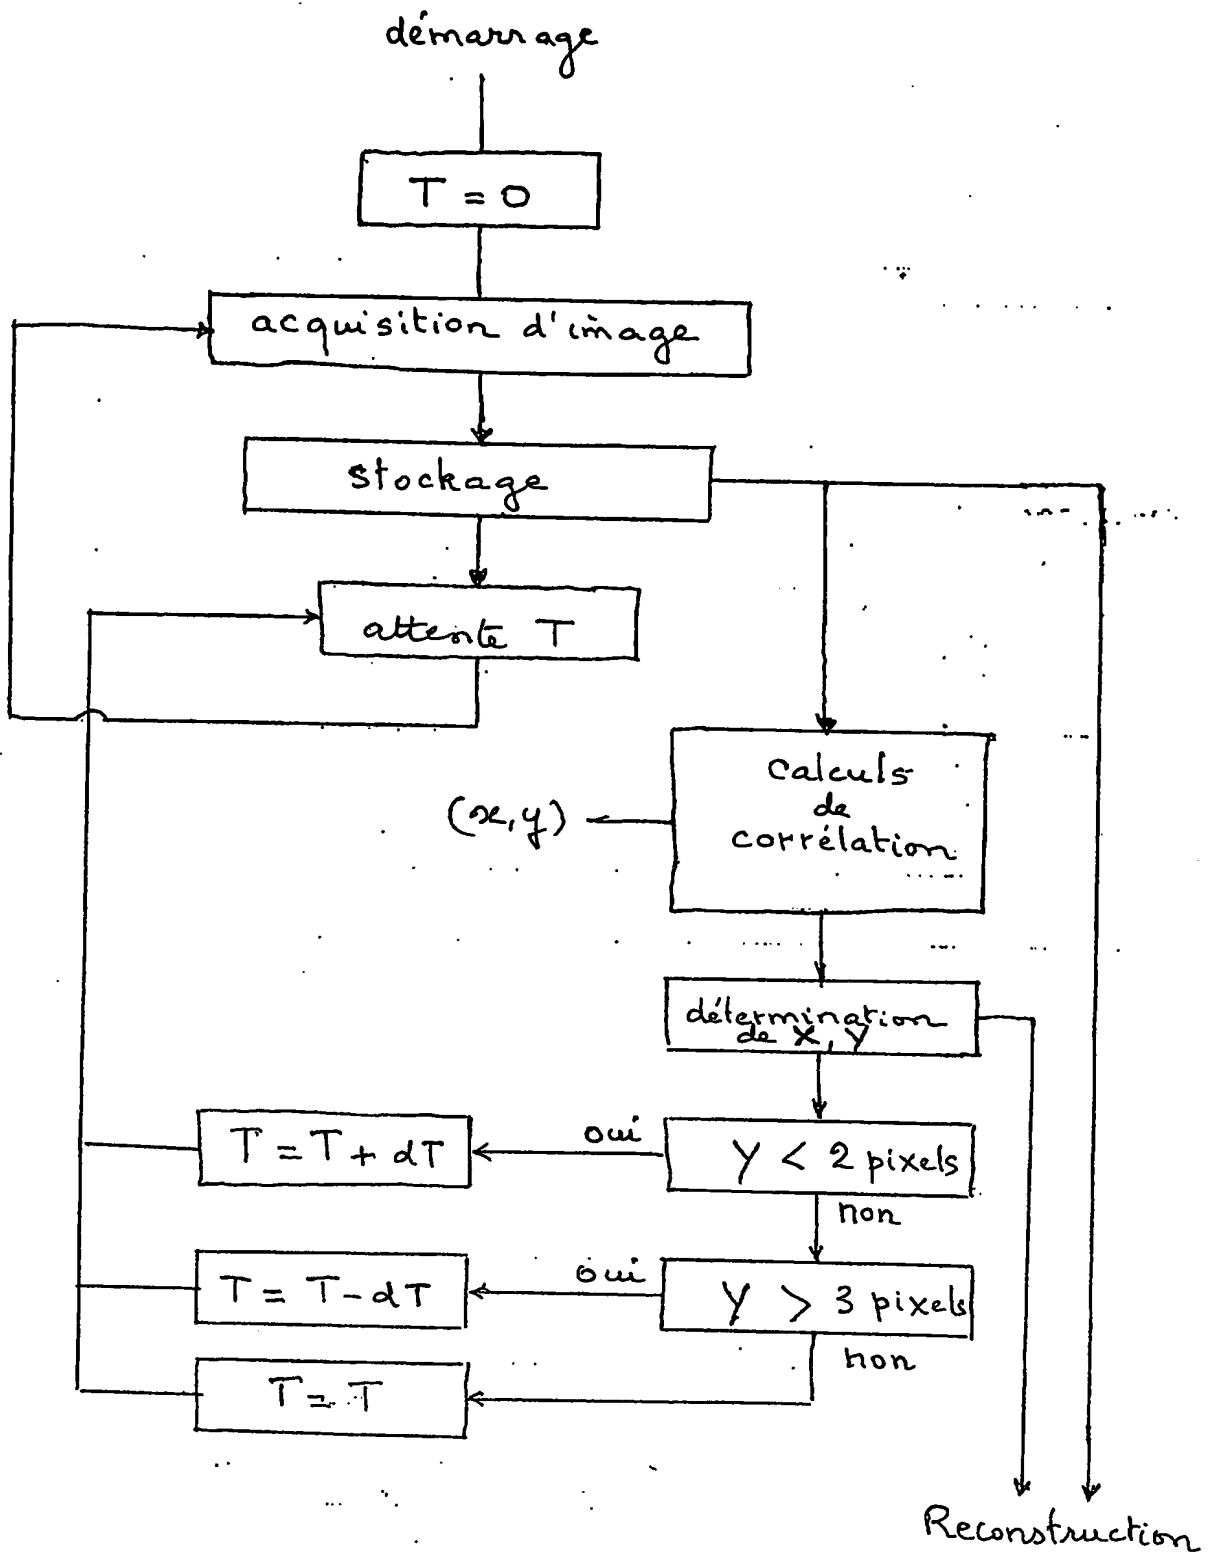 démarrage
T = 0
acquisition d'image
stockage
attente T
calculs
de
corrélation
(x, y)
détermination
de X, Y
T = T + dT
oui
Y < 2 pixels
non
T = T - dT
oui
Y > 3 pixels
non
T = T
Reconstruction